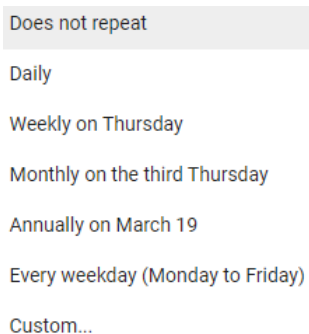 Does not repeat
Daily
Weekly on Thursday
Monthly on the third Thursday
Annually on March 19
Every weekday (Monday to Friday)
Custom...